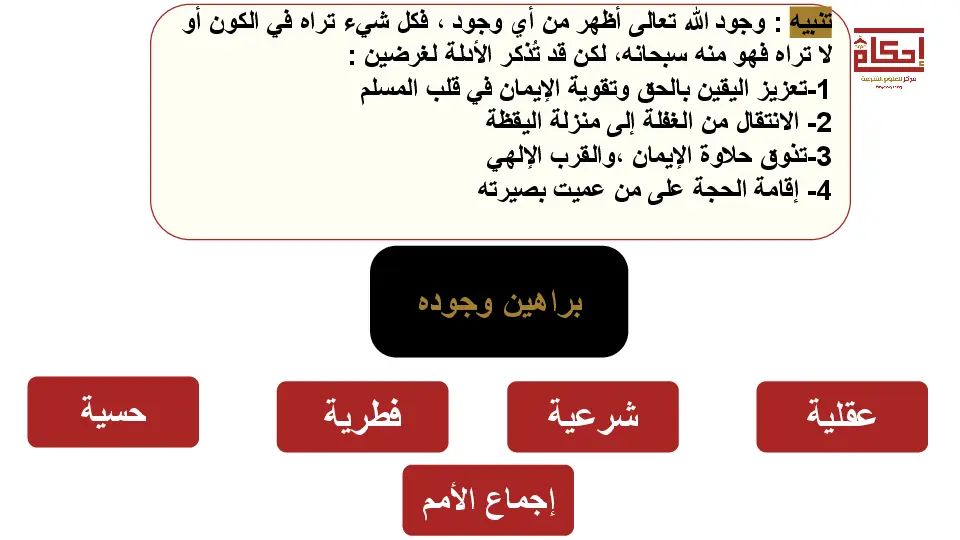 تنبيه : وجود الله تعالى أظهر من أي وجود ، فكل شيء تراه في الكون أو
لا تراه فهو منه سبحانه، لكن قد تُذكر الأدلة لغرضين :
1-تعزيز اليقين بالحق وتقوية الإيمان في قلب المسلم
2- الانتقال من الغفلة إلى منزلة اليقظة
3-تذوق حلاوة الإيمان ،والقرب الإلهي
4- إقامة الحجة على من عميت بصيرته
إحكام
مركز للعلوم الشرعية
براهين وجوده
عقلية
شرعية
فطرية
حسية
إجماع الأمم